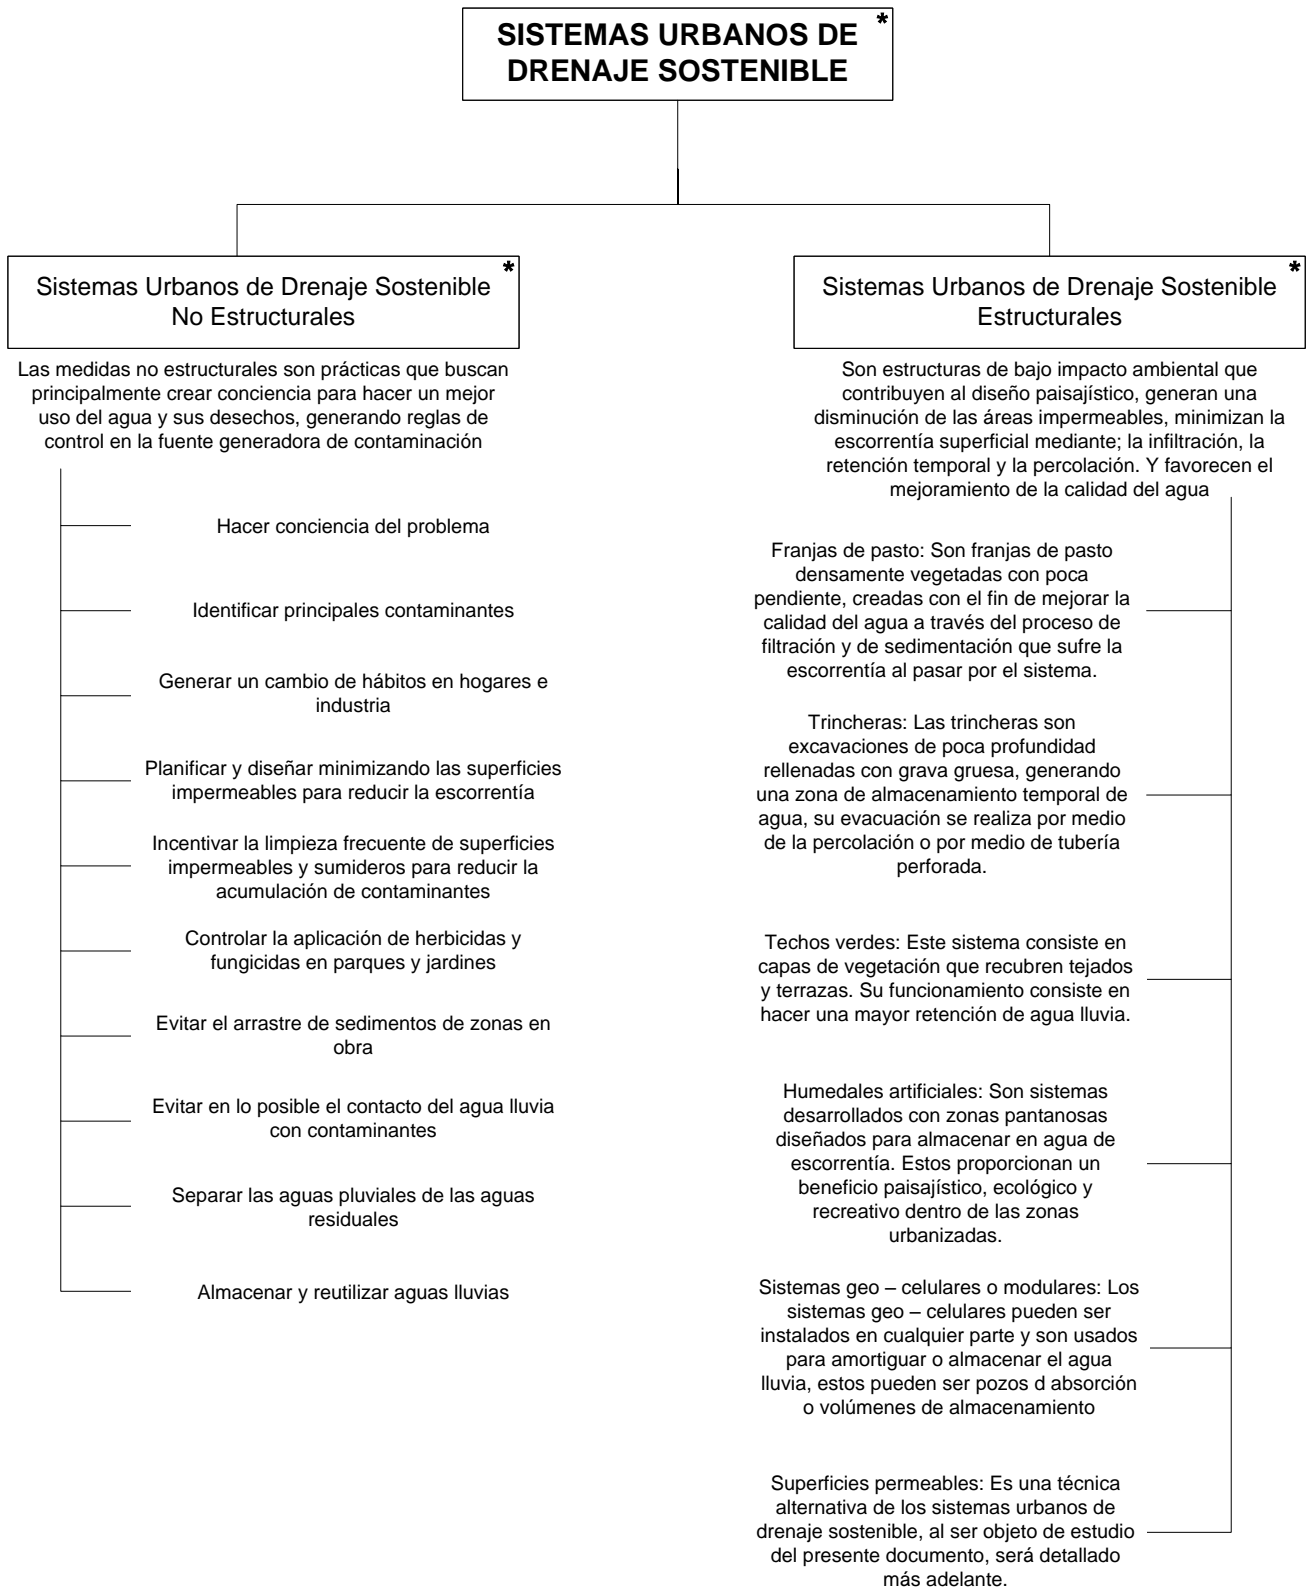 SISTEMAS URBANOS DE *
DRENAJE SOSTENIBLE
Sistemas Urbanos de Drenaje Sostenible *
No Estructurales
Las medidas no estructurales son prácticas que buscan
principalmente crear conciencia para hacer un mejor
uso del agua y sus desechos, generando reglas de
control en la fuente generadora de contaminación
Hacer conciencia del problema
Identificar principales contaminantes
Generar un cambio de hábitos en hogares e
industria
Planificar y diseñar minimizando las superficies
impermeables para reducir la escorrentía
Incentivar la limpieza frecuente de superficies
impermeables y sumideros para reducir la
acumulación de contaminantes
Controlar la aplicación de herbicidas y
fungicidas en parques y jardines
Evitar el arrastre de sedimentos de zonas en
obra
Evitar en lo posible el contacto del agua lluvia
con contaminantes
Separar las aguas pluviales de las aguas
residuales
Almacenar y reutilizar aguas lluvias
Sistemas Urbanos de Drenaje Sostenible *
Estructurales
Son estructuras de bajo impacto ambiental que
contribuyen al diseño paisajístico, generan una
disminución de las áreas impermeables, minimizan la
escorrentía superficial mediante; la infiltración, la
retención temporal y la percolación. Y favorecen el
mejoramiento de la calidad del agua
Franjas de pasto: Son franjas de pasto
densamente vegetadas con poca
pendiente, creadas con el fin de mejorar la
calidad del agua a través del proceso de
filtración y de sedimentación que sufre la
escorrentía al pasar por el sistema.
Trincheras: Las trincheras son
excavaciones de poca profundidad
rellenadas con grava gruesa, generando
una zona de almacenamiento temporal de
agua, su evacuación se realiza por medio
de la percolación o por medio de tubería
perforada.
Techos verdes: Este sistema consiste en
capas de vegetación que recubren tejados
y terrazas. Su funcionamiento consiste en
hacer una mayor retención de agua lluvia.
Humedales artificiales: Son sistemas
desarrollados con zonas pantanosas
diseñados para almacenar en agua de
escorrentía. Estos proporcionan un
beneficio paisajístico, ecológico y
recreativo dentro de las zonas
urbanizadas.
Sistemas geo – celulares o modulares: Los
sistemas geo – celulares pueden ser
instalados en cualquier parte y son usados
para amortiguar o almacenar el agua
lluvia, estos pueden ser pozos d absorción
o volúmenes de almacenamiento
Superficies permeables: Es una técnica
alternativa de los sistemas urbanos de
drenaje sostenible, al ser objeto de estudio
del presente documento, será detallado
más adelante.